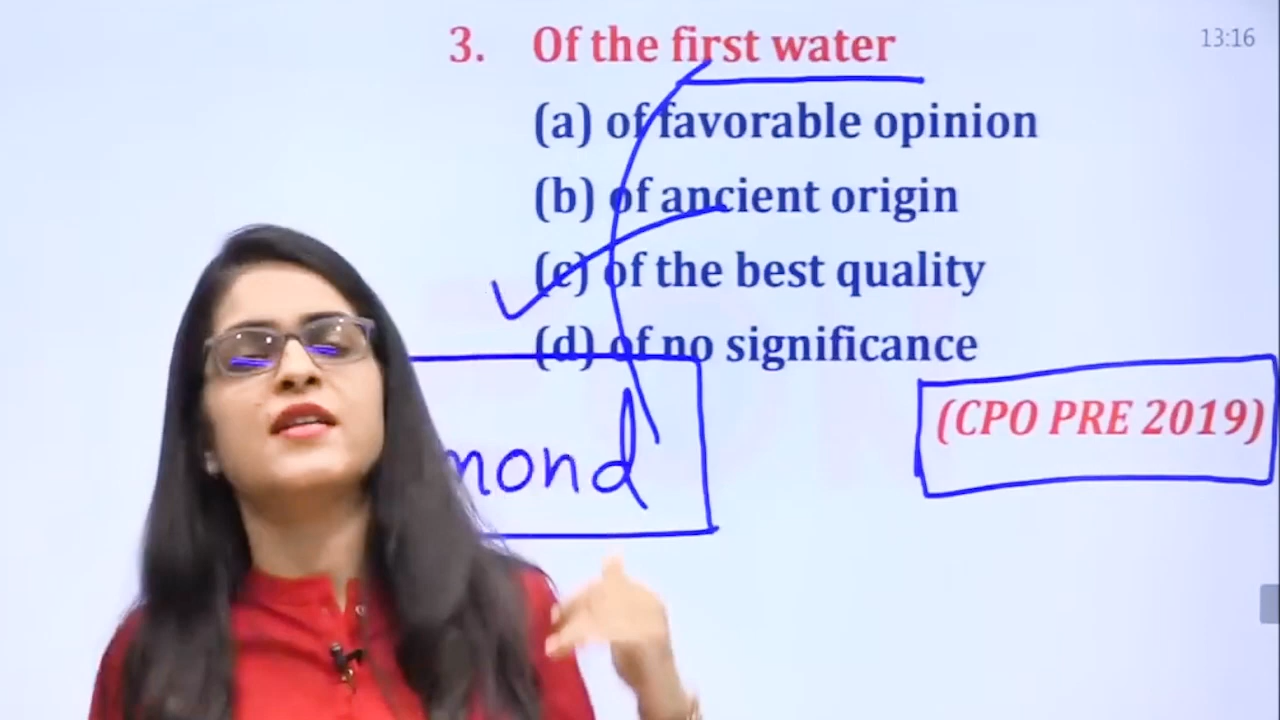 13:16
3. Of the first water
(a) of favorable opinion
(b) of ancient origin
(c) of the best quality
(d) of no significance
(CPO PRE 2019)
mond